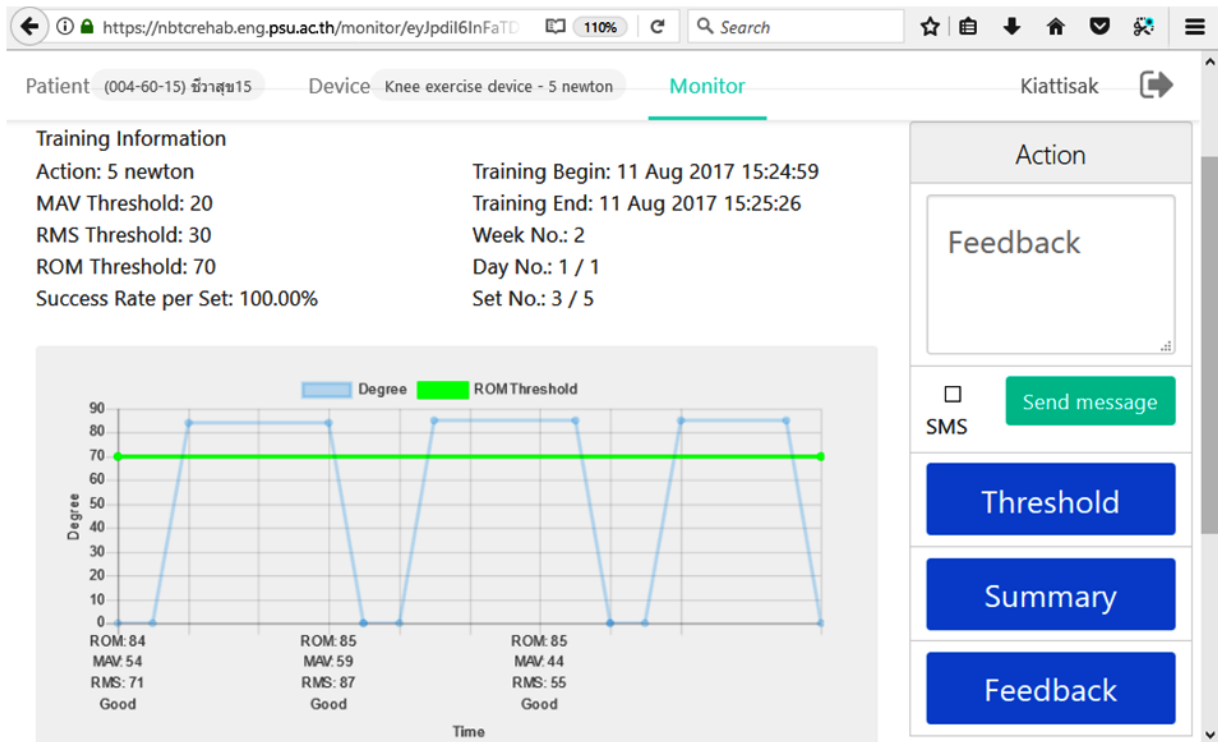 https://nbtcrehab.eng.psu.ac.th/monitor/eyJpdiI6InFaTD 110% Search
Patient (004-60-15) ชีวาสุข15 Device Knee exercise device - 5 newton Monitor Kiattisak
Training Information
Action: 5 newton Training Begin: 11 Aug 2017 15:24:59
MAV Threshold: 20 Training End: 11 Aug 2017 15:25:26
RMS Threshold: 30 Week No.: 2
ROM Threshold: 70 Day No.: 1 / 1
Success Rate per Set: 100.00% Set No.: 3 / 5
Degree ROM Threshold
90
80
70
60
50
40
30
20
10
0
Degree
ROM: 84 ROM: 85 ROM: 85
MAV: 54 MAV: 59 MAV: 44
RMS: 71 RMS: 87 RMS: 55
Good Good Good
Time
Action
Feedback
SMS Send message
Threshold
Summary
Feedback